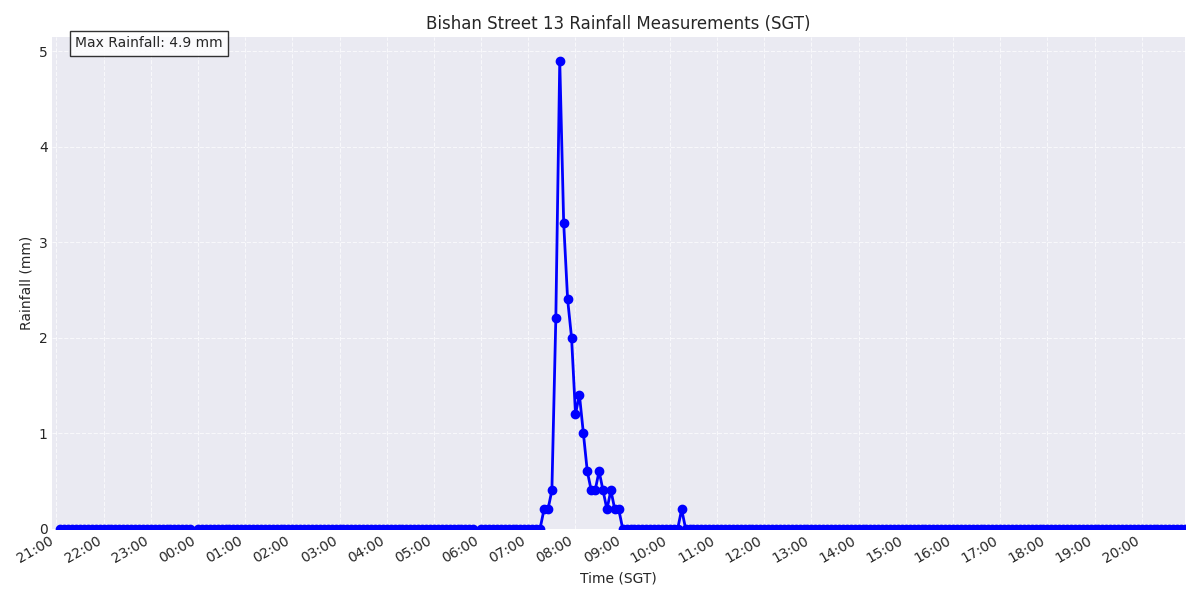 Bishan Street 13 Rainfall Measurements (SGT)
Max Rainfall: 4.9 mm
5
4
3
2
1
0
Rainfall (mm)
21:00 22:00 23:00 00:00 01:00 02:00 03:00 04:00 05:00 06:00 07:00 08:00 09:00 10:00 11:00 12:00 13:00 14:00 15:00 16:00 17:00 18:00 19:00 20:00
Time (SGT)